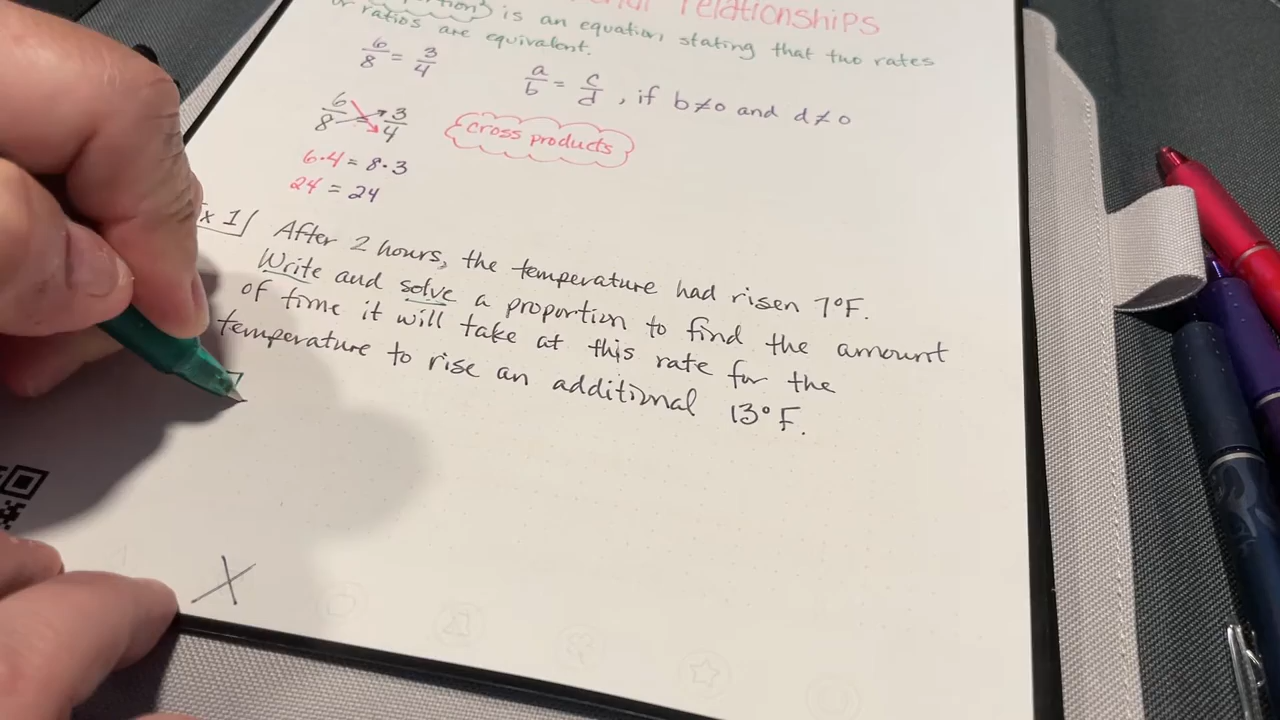 relationships
is an equation stating that two rates
or ratios are equivalent.
6/8 = 3/4
a/b = c/d , if b≠0 and d≠0
6/8 = 3/4
cross products
6·4 = 8·3
24 = 24
x 1 After 2 hours, the temperature had risen 7°F.
Write and solve a proportion to find the amount
of time it will take at this rate for the
temperature to rise an additional 13°F.
X